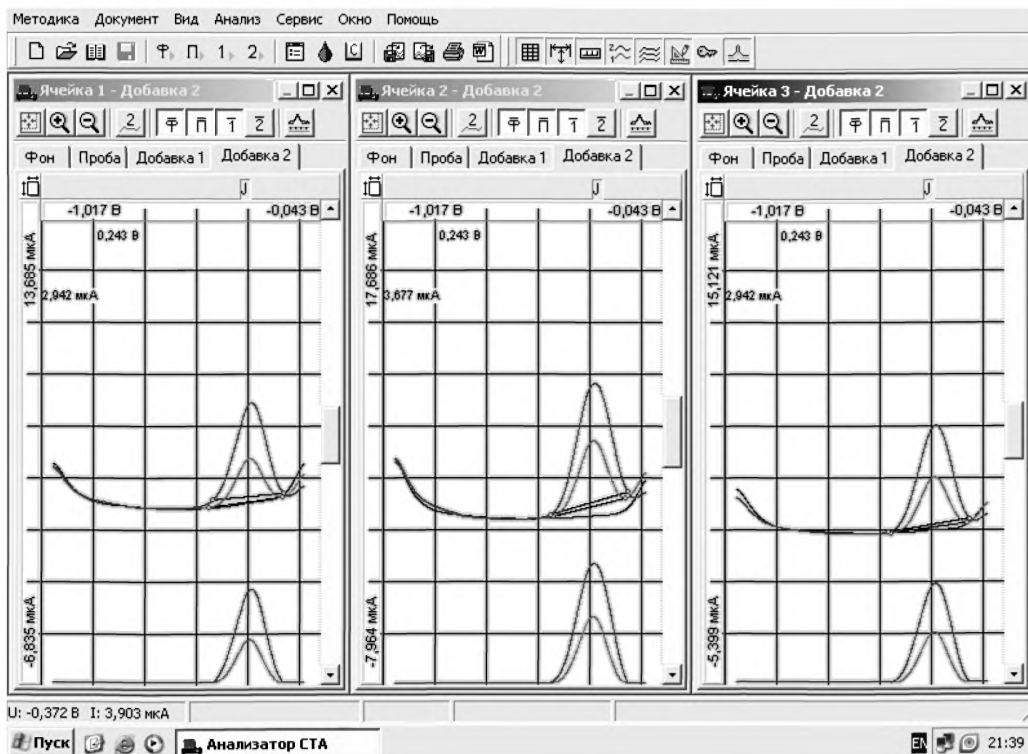 Методика Документ Вид Анализ Сервис Окно Помощь
Ячейка 1 - Добавка 2
Фон Проба Добавка 1 Добавка 2
J
-1,017 В -0,043 В
0,243 В
13,685 мкА
2,942 мкА
-6,835 мкА
Ячейка 2 - Добавка 2
Фон Проба Добавка 1 Добавка 2
J
-1,017 В -0,043 В
0,243 В
17,686 мкА
3,677 мкА
-7,964 мкА
Ячейка 3 - Добавка 2
Фон Проба Добавка 1 Добавка 2
J
-1,017 В -0,043 В
0,243 В
15,121 мкА
2,942 мкА
-5,399 мкА
U: -0,372 В I: 3,903 мкА
Пуск Анализатор СТА EN 21:39